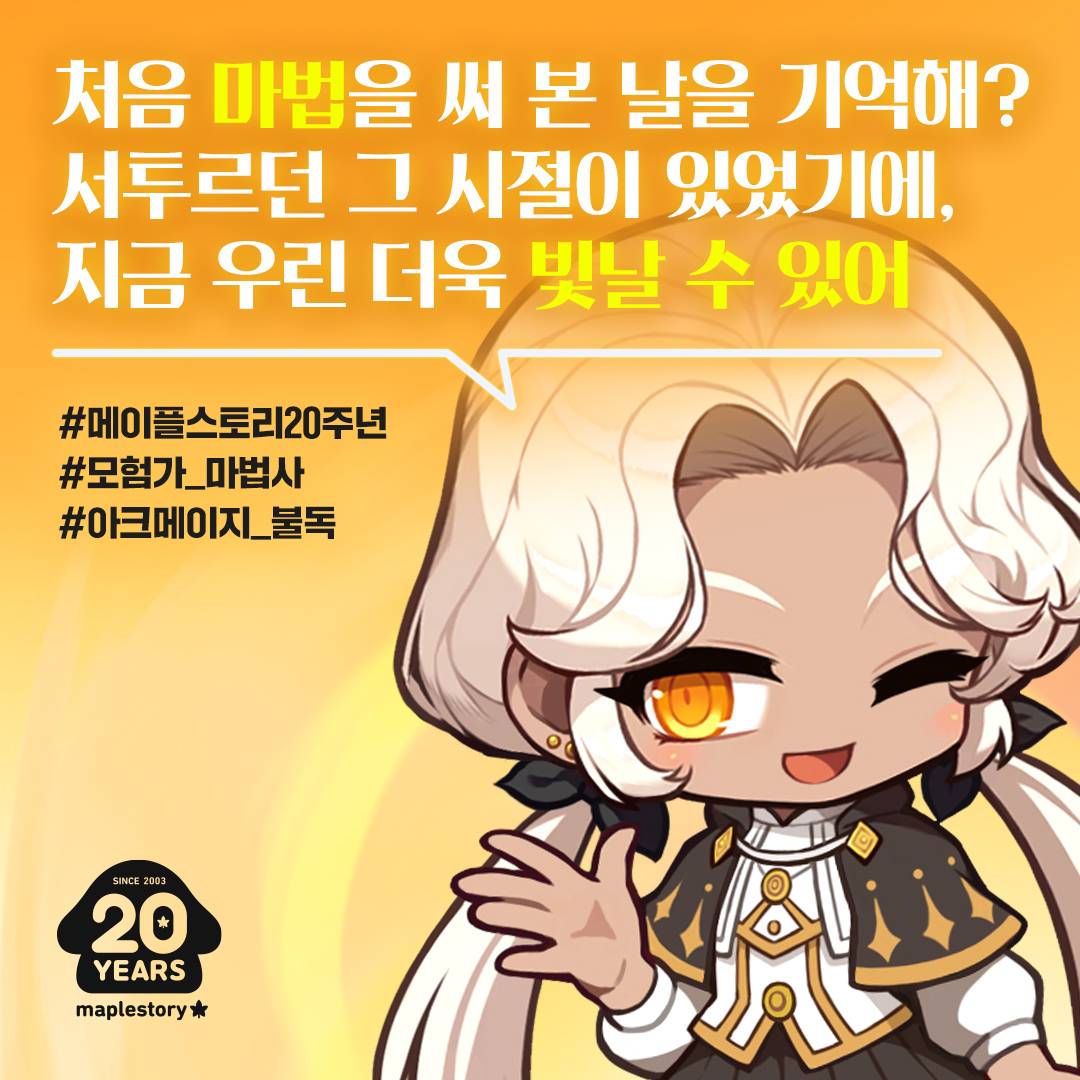 처음 마법을 써 본 날을 기억해?
서투르던 그 시절이 있었기에,
지금 우린 더욱 빛날 수 있어
#메이플스토리20주년
#모험가_마법사
#아크메이지_불독
SINCE 2003
20
YEARS
maplestory